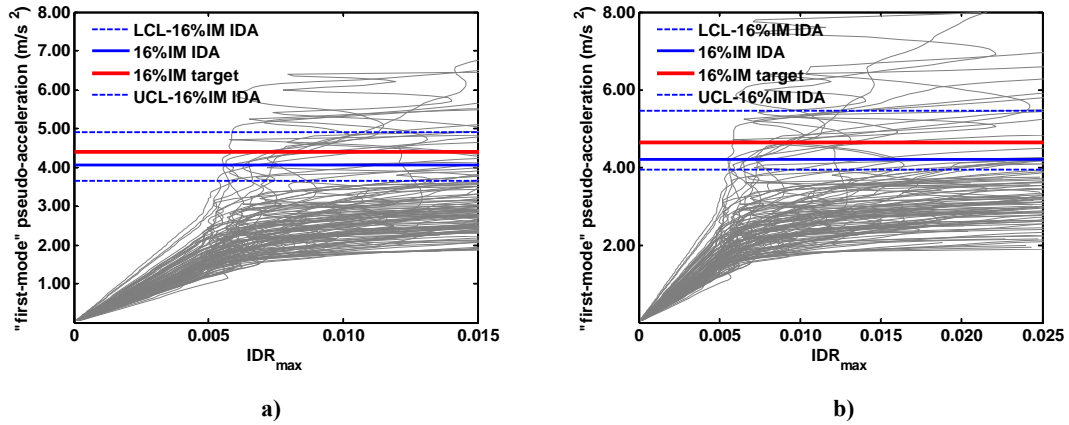 "first-mode" pseudo-acceleration (m/s 2)
8.00
7.00
6.00
5.00
4.00
3.00
2.00
1.00
LCL-16%IM IDA
16%IM IDA
16%IM target
UCL-16%IM IDA
0
0.005
0.010
0.015
IDRmax
a)
"first-mode" pseudo-acceleration (m/s 2)
8.00
6.00
4.00
2.00
LCL-16%IM IDA
16%IM IDA
16%IM target
UCL-16%IM IDA
0
0.005
0.010
0.015
0.020
0.025
IDRmax
b)